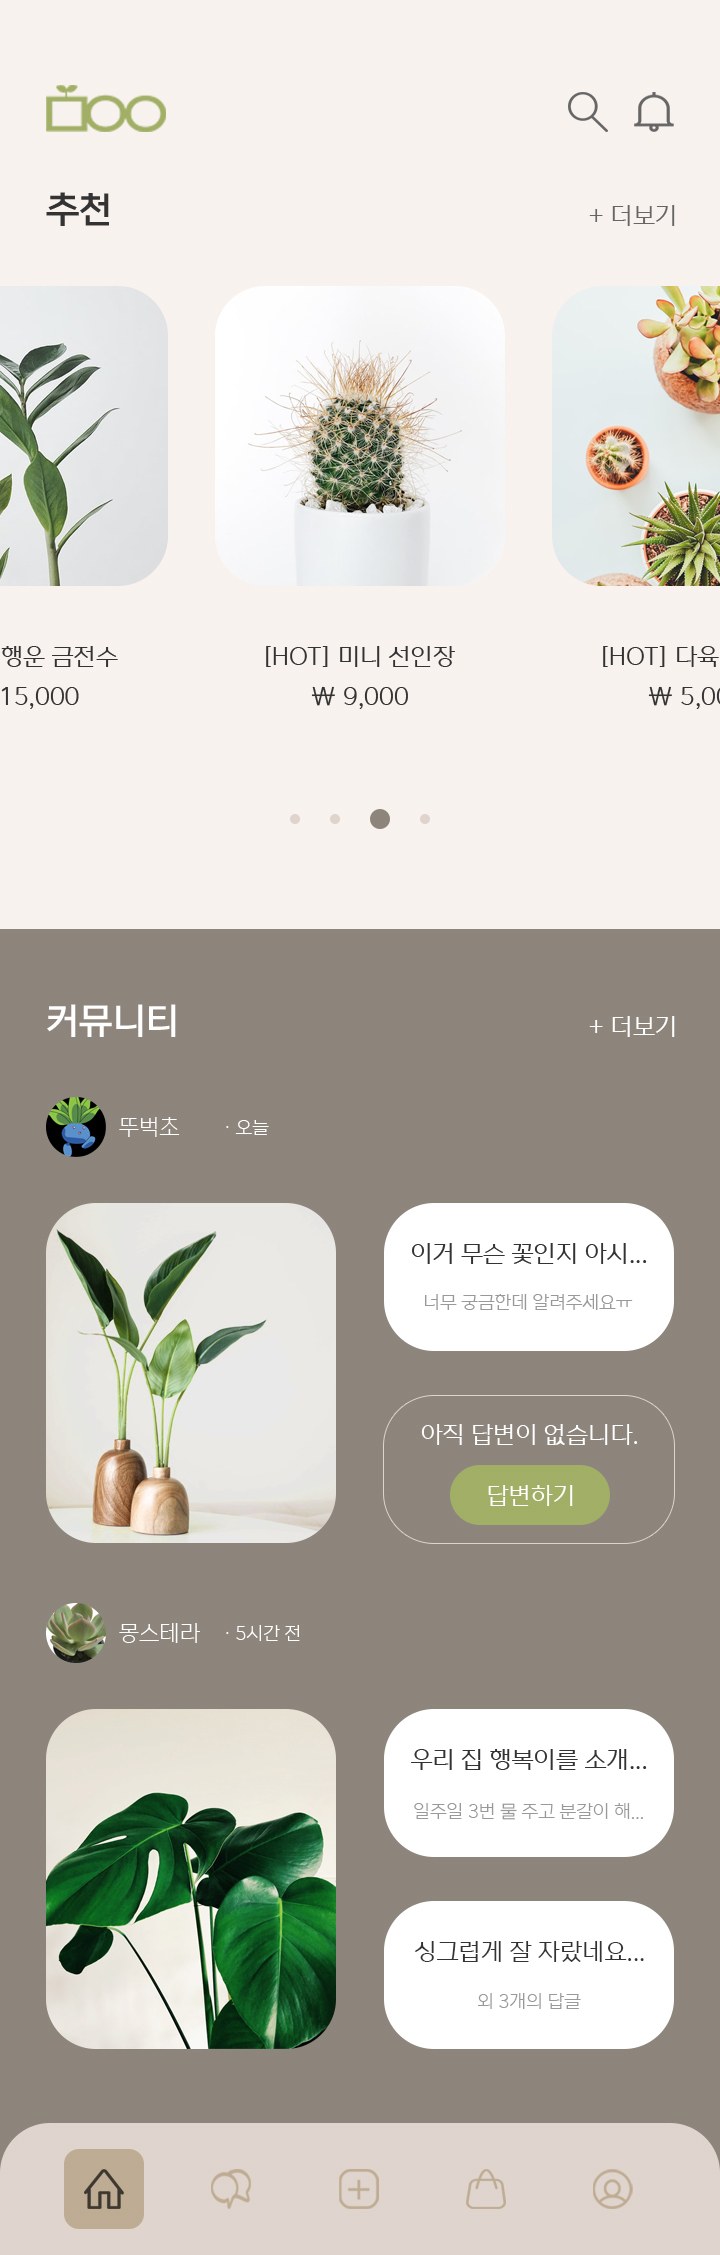 추천
+ 더보기
행운 금전수
[HOT] 미니 선인장
[HOT] 다육
15,000
₩ 9,000
₩ 5,00
커뮤니티
+ 더보기
뚜벅초 · 오늘
이거 무슨 꽃인지 아시...
너무 궁금한데 알려주세요ㅠ
아직 답변이 없습니다.
답변하기
몽스테라 · 5시간 전
우리 집 행복이를 소개...
일주일 3번 물 주고 분갈이 해...
싱그럽게 잘 자랐네요...
외 3개의 답글